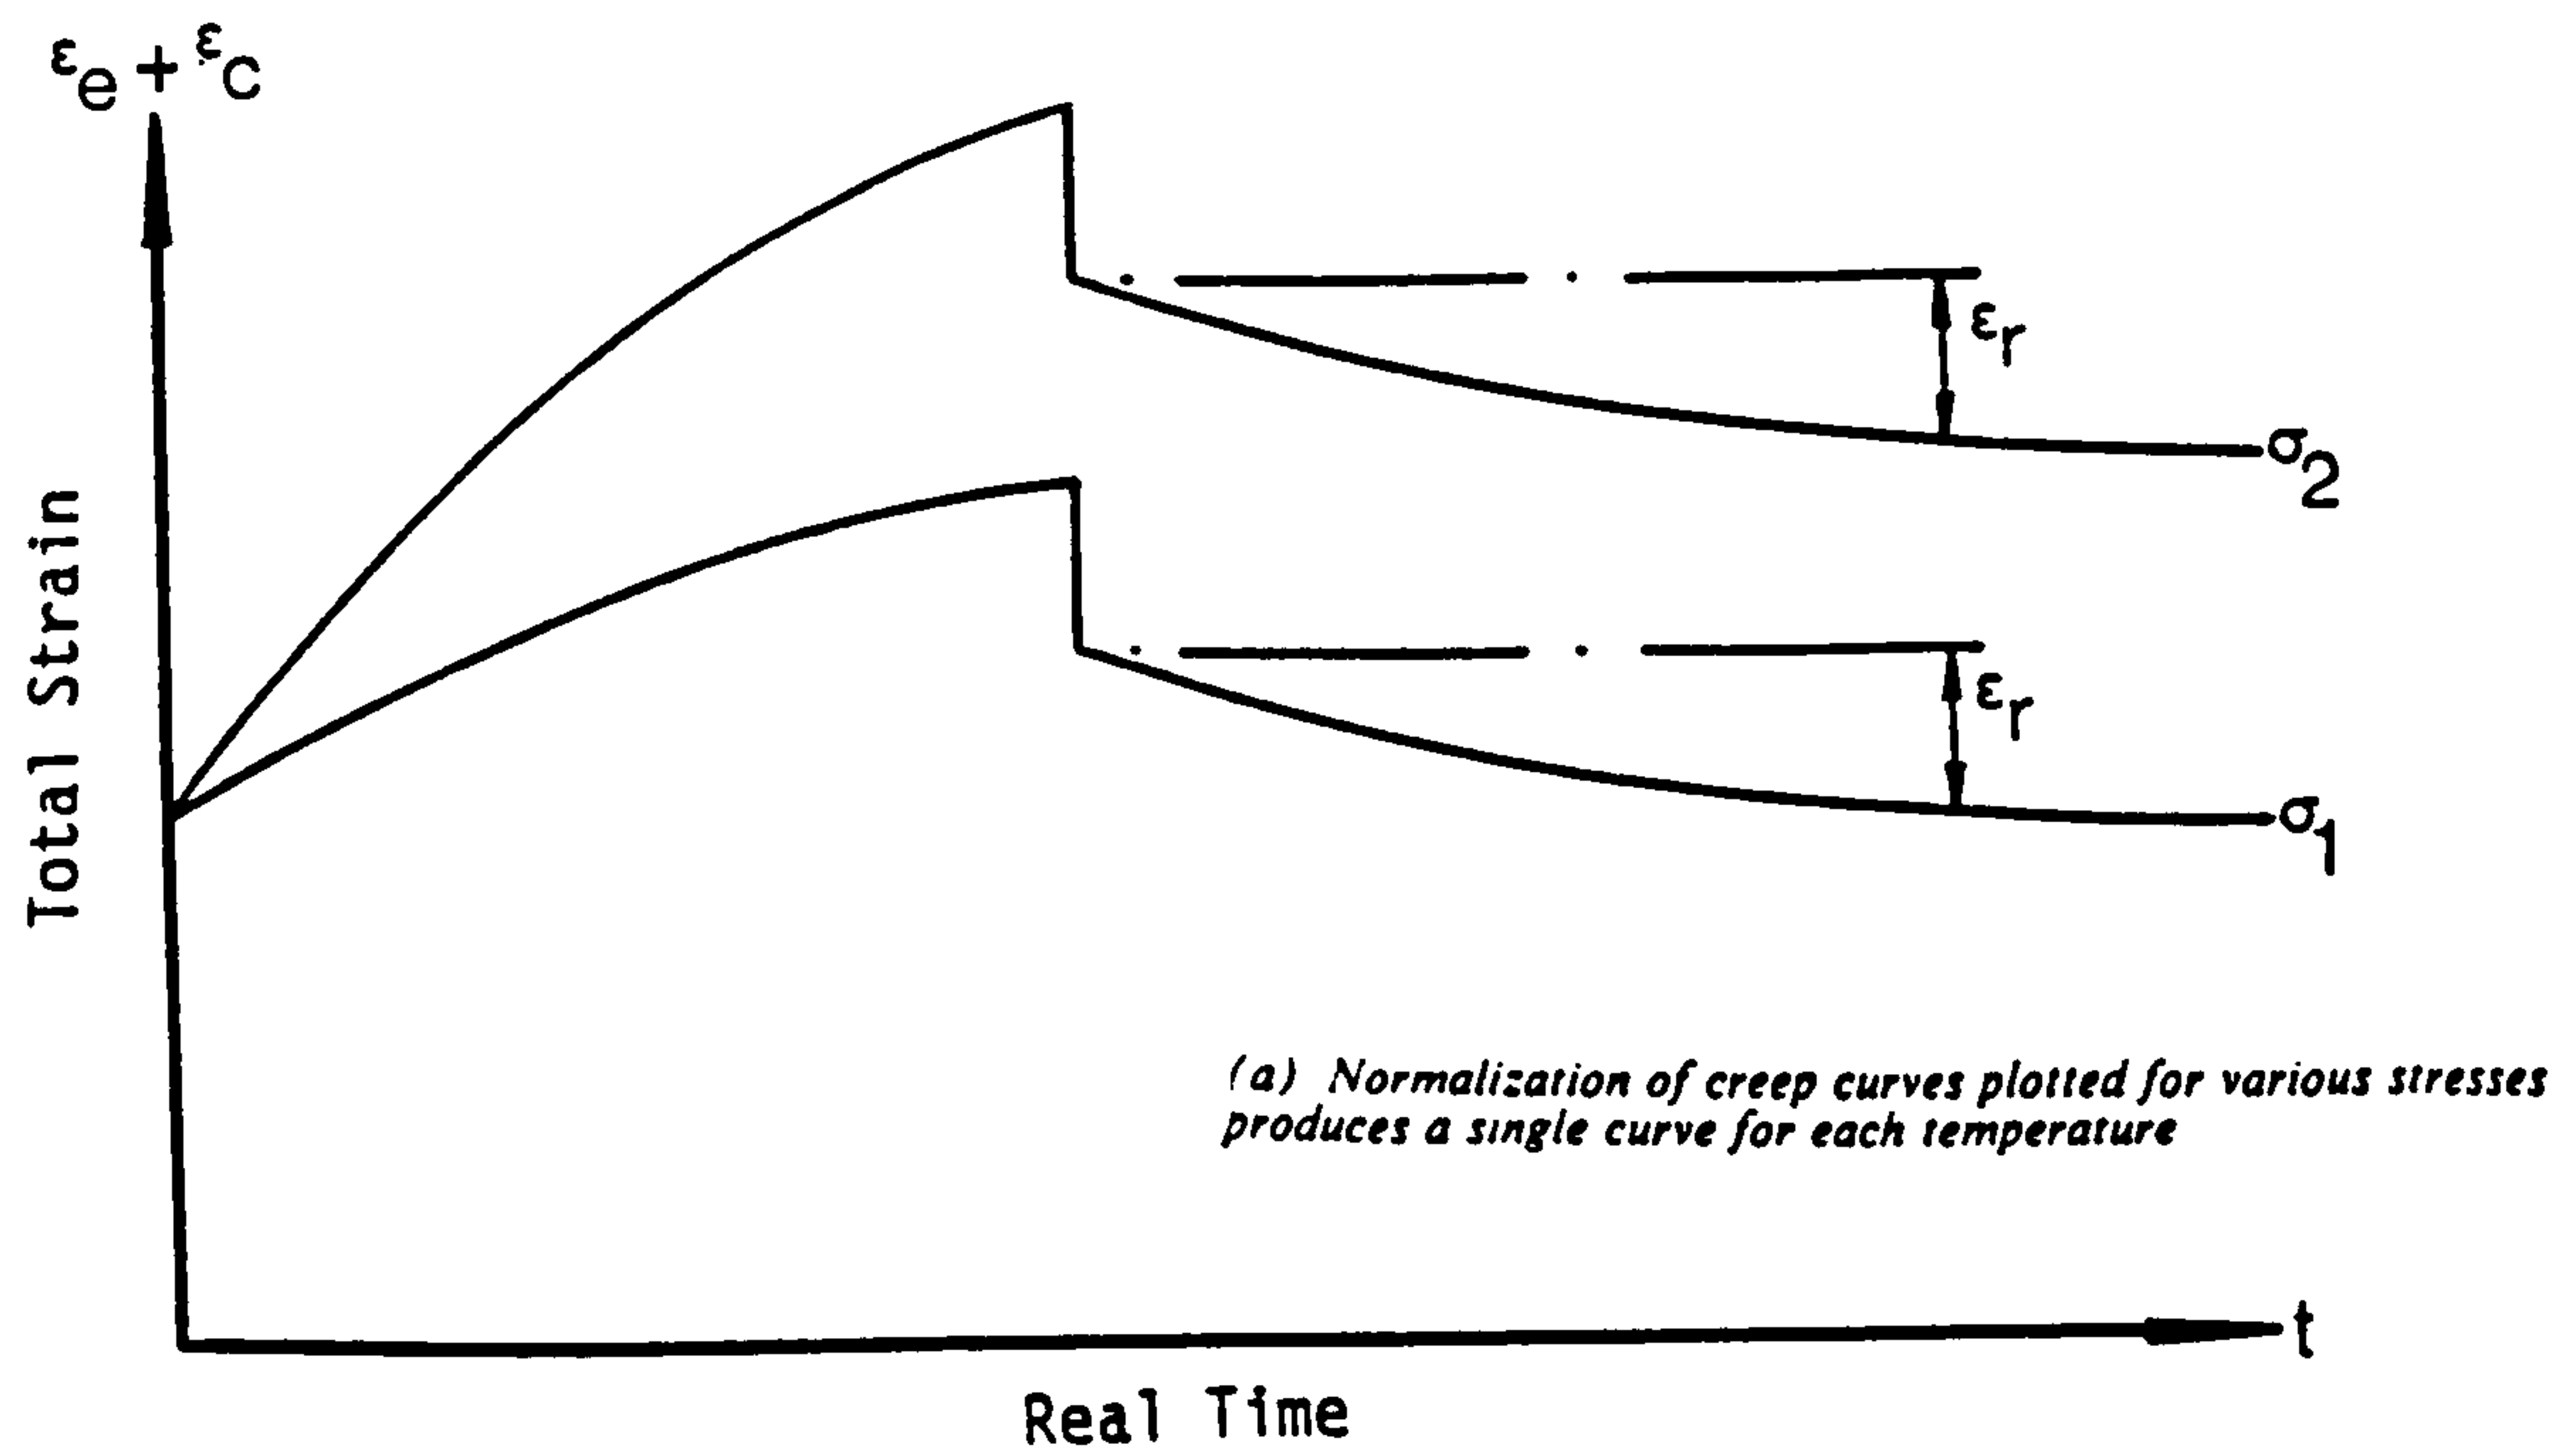 εe + εc
Total Strain
εr
σ2
εr
σ1
(a) Normalization of creep curves plotted for various stresses
produces a single curve for each temperature
t
Real Time